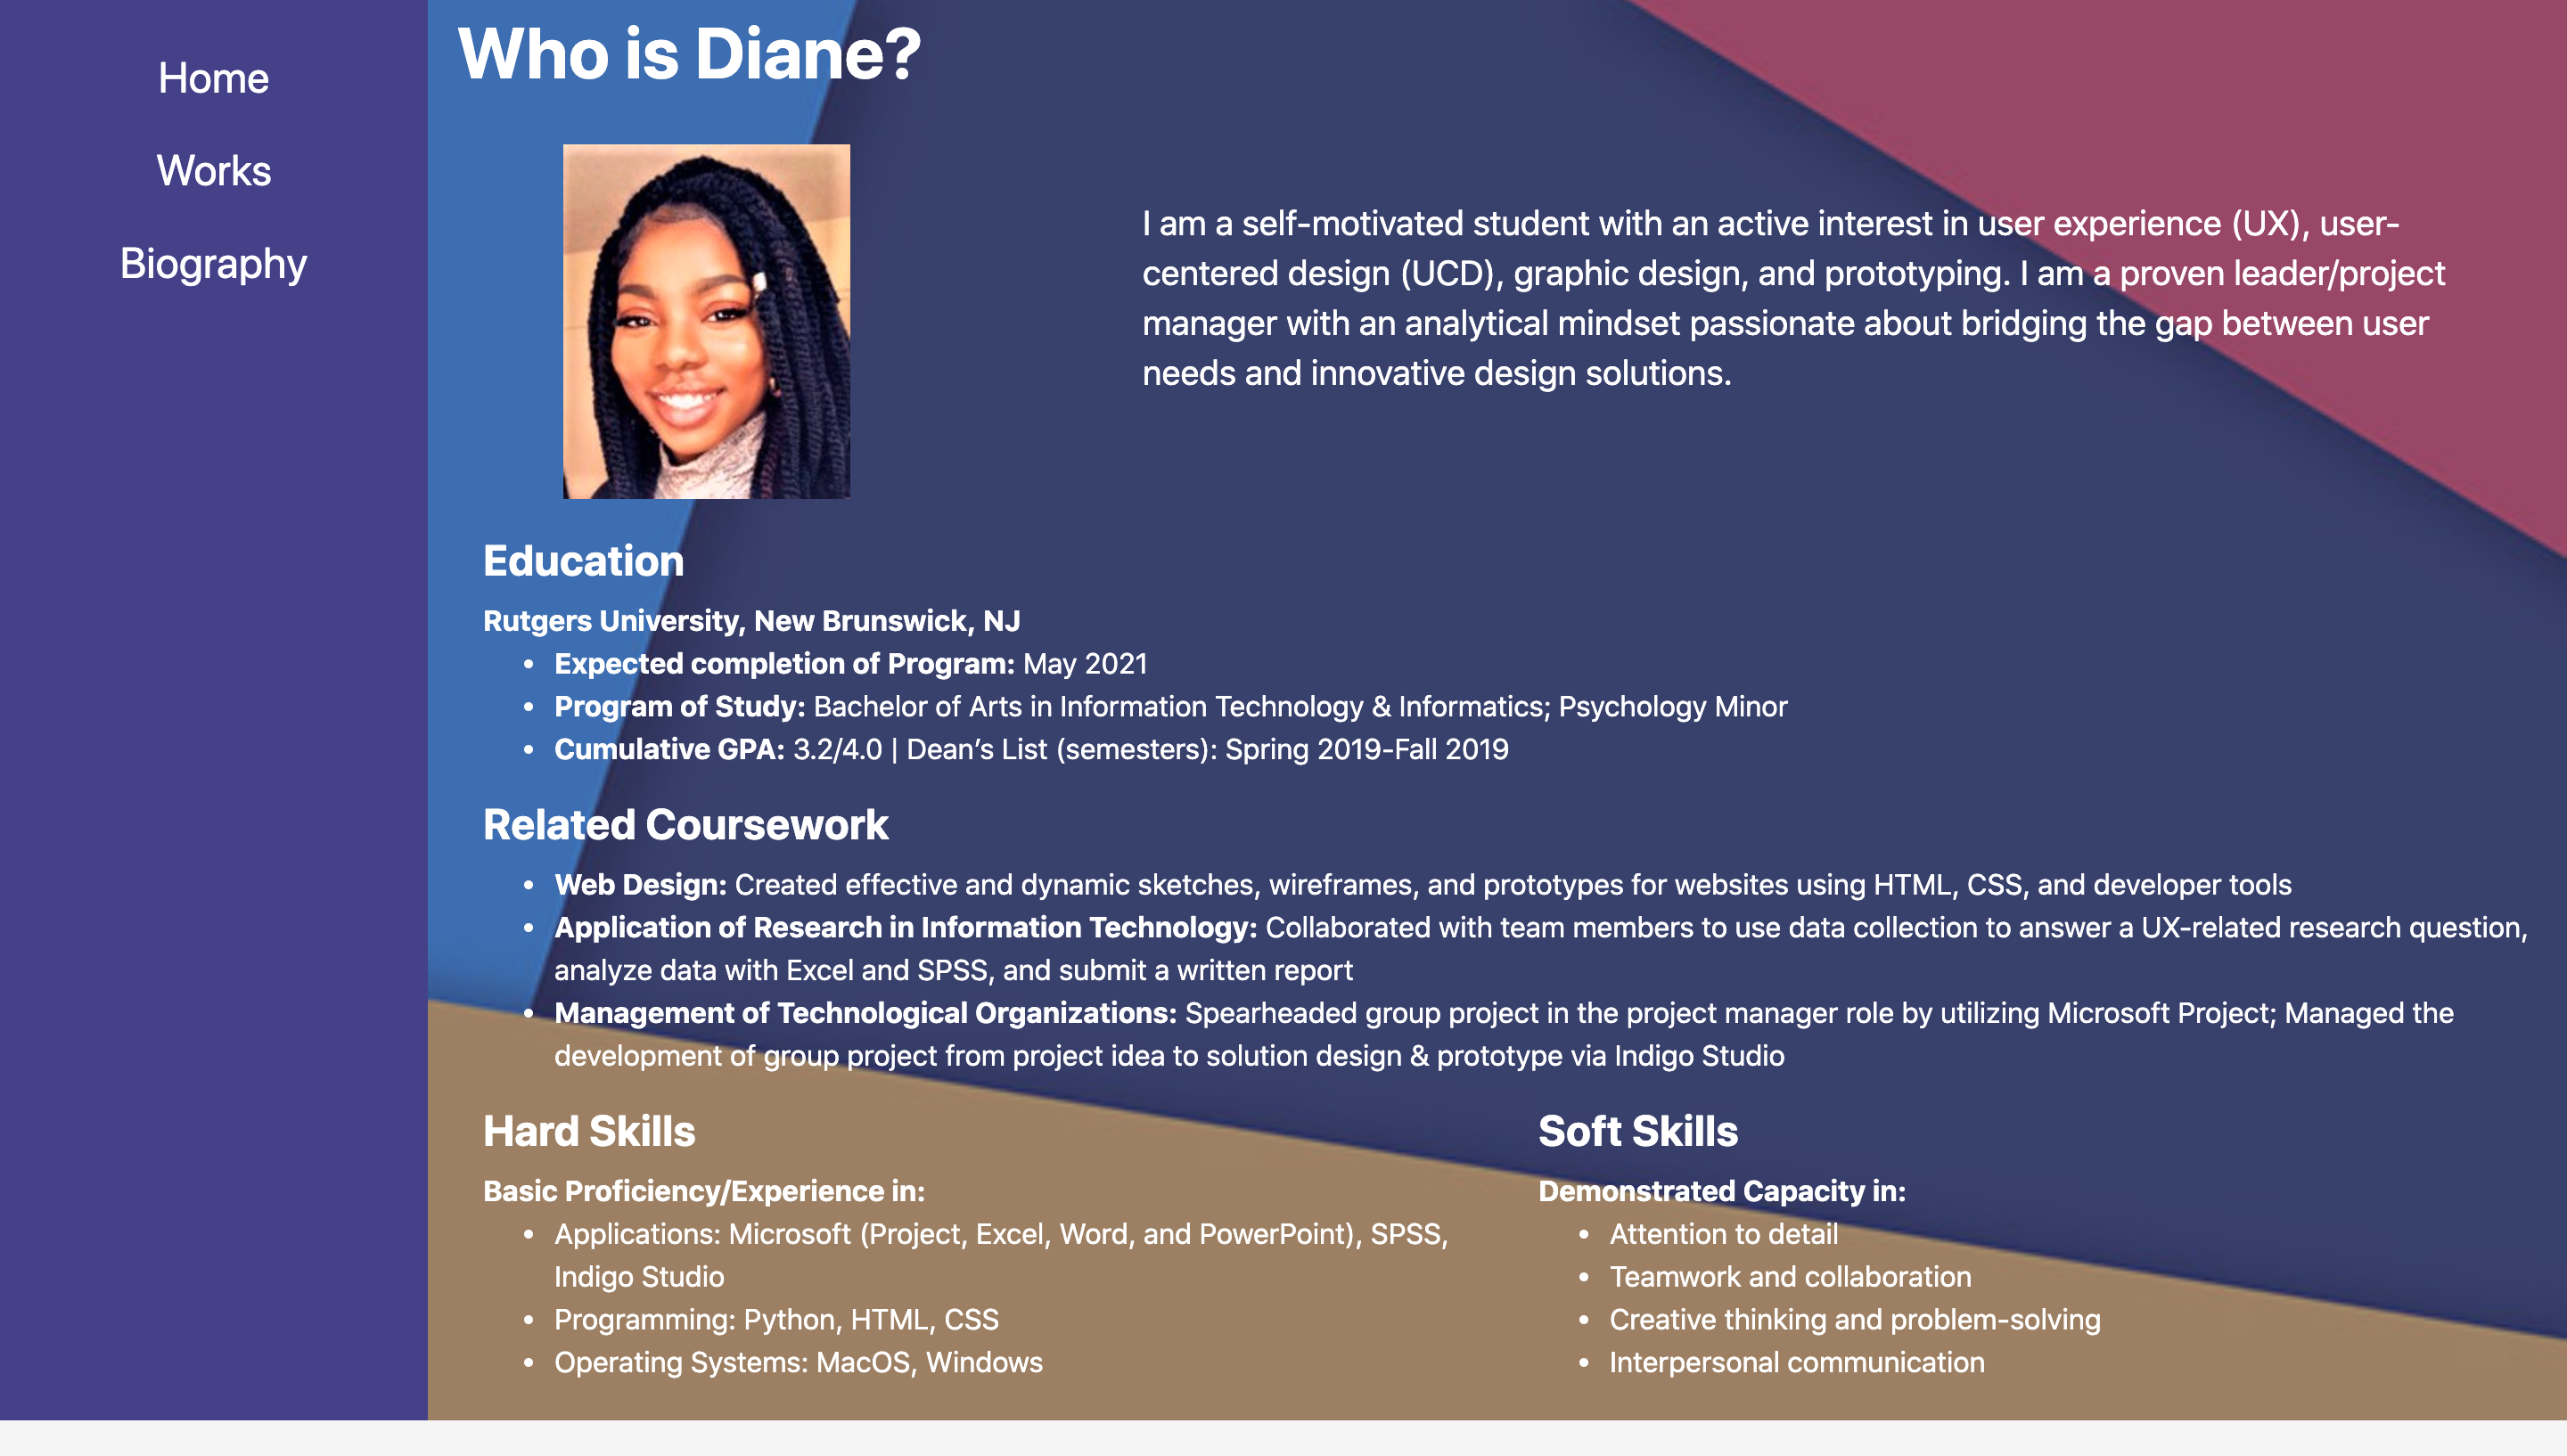 Home
Works
Biography
Who is Diane?
I am a self-motivated student with an active interest in user experience (UX), user-
centered design (UCD), graphic design, and prototyping. I am a proven leader/project
manager with an analytical mindset passionate about bridging the gap between user
needs and innovative design solutions.
Education
Rutgers University, New Brunswick, NJ
• Expected completion of Program: May 2021
• Program of Study: Bachelor of Arts in Information Technology & Informatics; Psychology Minor
• Cumulative GPA: 3.2/4.0 | Dean’s List (semesters): Spring 2019-Fall 2019
Related Coursework
• Web Design: Created effective and dynamic sketches, wireframes, and prototypes for websites using HTML, CSS, and developer tools
• Application of Research in Information Technology: Collaborated with team members to use data collection to answer a UX-related research question,
analyze data with Excel and SPSS, and submit a written report
• Management of Technological Organizations: Spearheaded group project in the project manager role by utilizing Microsoft Project; Managed the
development of group project from project idea to solution design & prototype via Indigo Studio
Hard Skills
Basic Proficiency/Experience in:
• Applications: Microsoft (Project, Excel, Word, and PowerPoint), SPSS,
Indigo Studio
• Programming: Python, HTML, CSS
• Operating Systems: MacOS, Windows
Soft Skills
Demonstrated Capacity in:
• Attention to detail
• Teamwork and collaboration
• Creative thinking and problem-solving
• Interpersonal communication